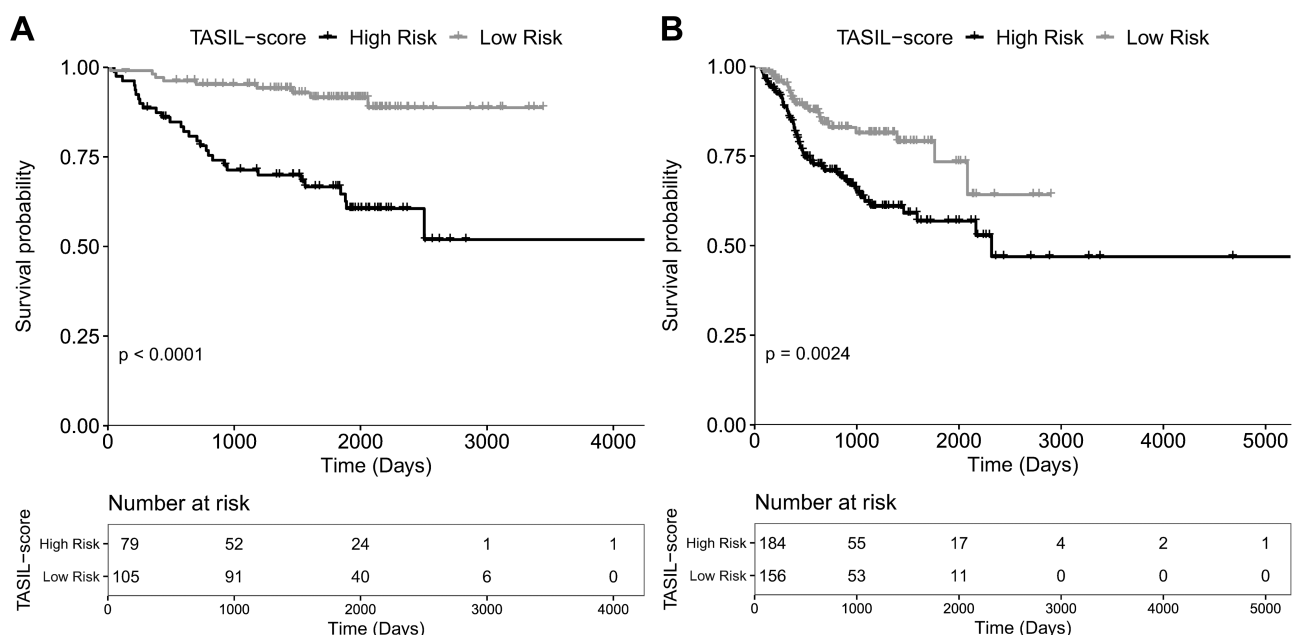 A
TASIL−score High Risk Low Risk
1.00
0.75
0.50
0.25
0.00
Survival probability
p < 0.0001
0 1000 2000 3000 4000
Time (Days)
Number at risk
TASIL−score
High Risk 79 52 24 1 1
Low Risk 105 91 40 6 0
0 1000 2000 3000 4000
Time (Days)
B
TASIL−score High Risk Low Risk
1.00
0.75
0.50
0.25
0.00
Survival probability
p = 0.0024
0 1000 2000 3000 4000 5000
Time (Days)
Number at risk
TASIL−score
High Risk 184 55 17 4 2 1
Low Risk 156 53 11 0 0 0
0 1000 2000 3000 4000 5000
Time (Days)